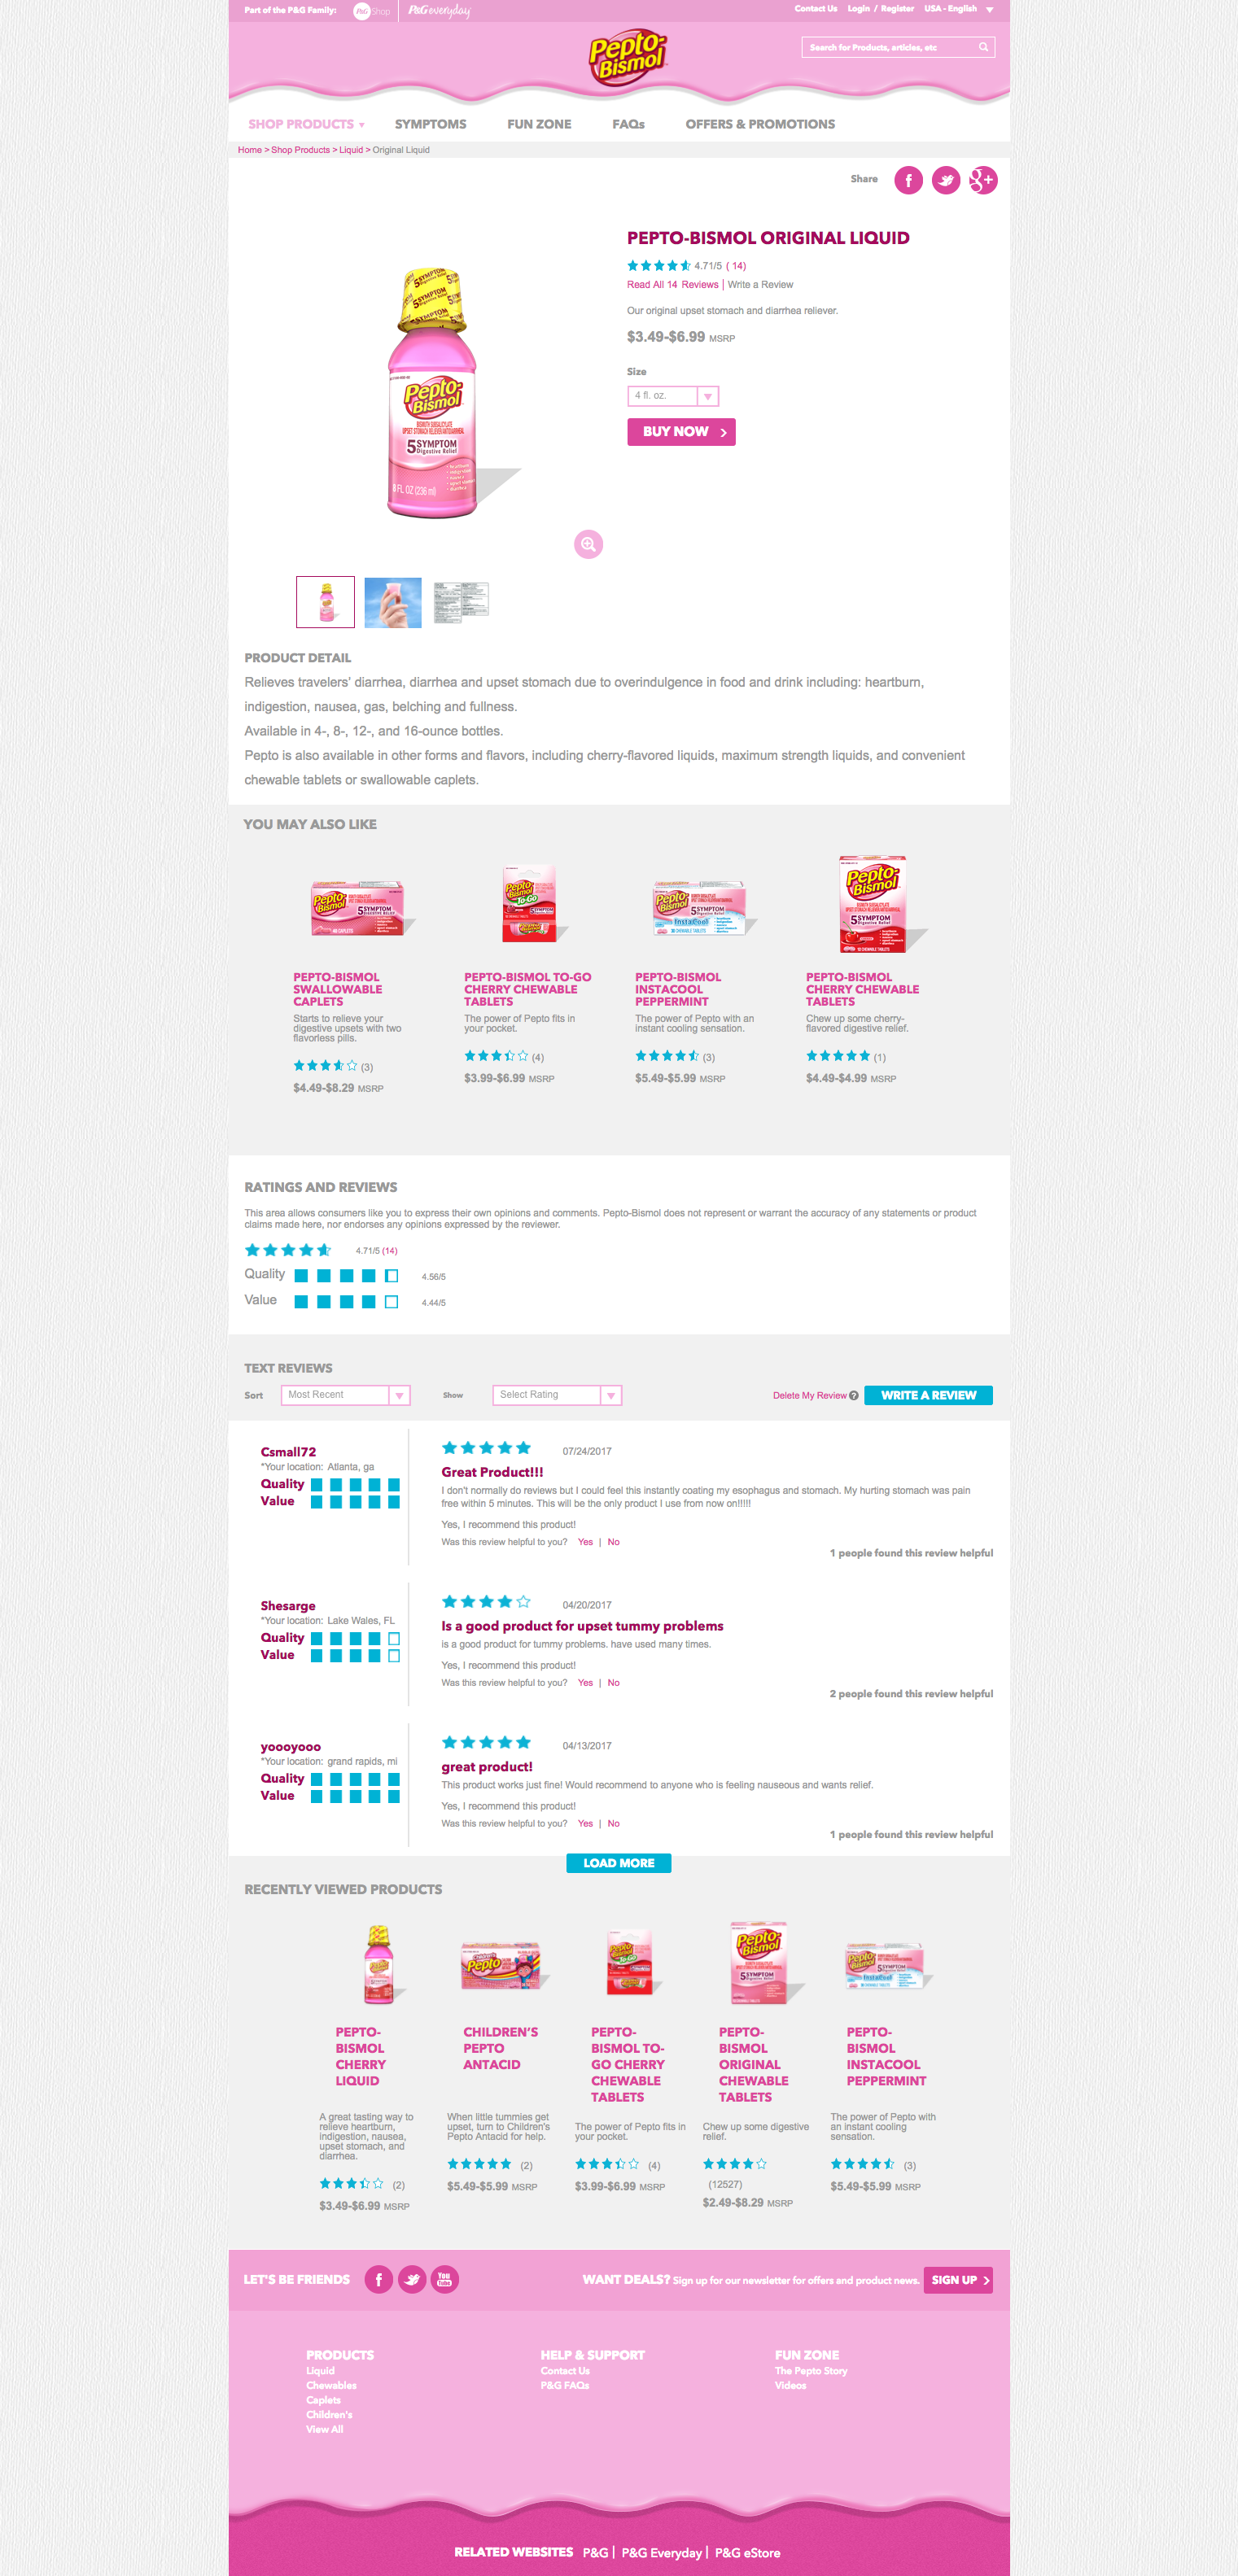 Part of the P&G Family: P&G Shop P&G everyday
Contact Us Login / Register USA - English
Pepto-
Bismol
Search for Products, articles, etc
SHOP PRODUCTS SYMPTOMS FUN ZONE FAQs OFFERS & PROMOTIONS
Home > Shop Products > Liquid > Original Liquid
Share
PEPTO-BISMOL ORIGINAL LIQUID
4.71/5 ( 14)
Read All 14 Reviews | Write a Review
Our original upset stomach and diarrhea reliever.
$3.49-$6.99 MSRP
Size
4 fl. oz.
BUY NOW
5 SYMPTOM
Pepto-
Bismol
5 SYMPTOM
Digestive Relief
8 FL OZ (236 ml)
PRODUCT DETAIL
Relieves travelers' diarrhea, diarrhea and upset stomach due to overindulgence in food and drink including: heartburn,
indigestion, nausea, gas, belching and fullness.
Available in 4-, 8-, 12-, and 16-ounce bottles.
Pepto is also available in other forms and flavors, including cherry-flavored liquids, maximum strength liquids, and convenient
chewable tablets or swallowable caplets.
YOU MAY ALSO LIKE
PEPTO-BISMOL
SWALLOWABLE
CAPLETS
Starts to relieve your
digestive upsets with two
flavorless pills.
(3)
$4.49-$8.29 MSRP
PEPTO-BISMOL TO-GO
CHERRY CHEWABLE
TABLETS
The power of Pepto fits in
your pocket.
(4)
$3.99-$6.99 MSRP
PEPTO-BISMOL
INSTACOOL
PEPPERMINT
The power of Pepto with an
instant cooling sensation.
(3)
$5.49-$5.99 MSRP
PEPTO-BISMOL
CHERRY CHEWABLE
TABLETS
Chew up some cherry-
flavored digestive relief.
(1)
$4.49-$4.99 MSRP
RATINGS AND REVIEWS
This area allows consumers like you to express their own opinions and comments. Pepto-Bismol does not represent or warrant the accuracy of any statements or product
claims made here, nor endorses any opinions expressed by the reviewer.
4.71/5 (14)
Quality 4.56/5
Value 4.44/5
TEXT REVIEWS
Sort Most Recent Show Select Rating Delete My Review ? WRITE A REVIEW
Csmall72
*Your location: Atlanta, ga
Quality
Value
07/24/2017
Great Product!!!
I don't normally do reviews but I could feel this instantly coating my esophagus and stomach. My hurting stomach was pain
free within 5 minutes. This will be the only product I use from now on!!!!!
Yes, I recommend this product!
Was this review helpful to you? Yes | No
1 people found this review helpful
Shesarge
*Your location: Lake Wales, FL
Quality
Value
04/20/2017
Is a good product for upset tummy problems
is a good product for tummy problems. have used many times.
Yes, I recommend this product!
Was this review helpful to you? Yes | No
2 people found this review helpful
yoooyooo
*Your location: grand rapids, mi
Quality
Value
04/13/2017
great product!
This product works just fine! Would recommend to anyone who is feeling nauseous and wants relief.
Yes, I recommend this product!
Was this review helpful to you? Yes | No
1 people found this review helpful
LOAD MORE
RECENTLY VIEWED PRODUCTS
PEPTO-
BISMOL
CHERRY
LIQUID
A great tasting way to
relieve heartburn,
indigestion, nausea,
upset stomach, and
diarrhea.
(2)
$3.49-$6.99 MSRP
CHILDREN'S
PEPTO
ANTACID
When little tummies get
upset, turn to Children's
Pepto Antacid for help.
(2)
$5.49-$5.99 MSRP
PEPTO-
BISMOL TO-
GO CHERRY
CHEWABLE
TABLETS
The power of Pepto fits in
your pocket.
(4)
$3.99-$6.99 MSRP
PEPTO-
BISMOL
ORIGINAL
CHEWABLE
TABLETS
Chew up some digestive
relief.
(12527)
$2.49-$8.29 MSRP
PEPTO-
BISMOL
INSTACOOL
PEPPERMINT
The power of Pepto with
an instant cooling
sensation.
(3)
$5.49-$5.99 MSRP
LET'S BE FRIENDS You Tube
WANT DEALS? Sign up for our newsletter for offers and product news. SIGN UP
PRODUCTS
Liquid
Chewables
Caplets
Children's
View All
HELP & SUPPORT
Contact Us
P&G FAQs
FUN ZONE
The Pepto Story
Videos
RELATED WEBSITES P&G | P&G Everyday | P&G eStore